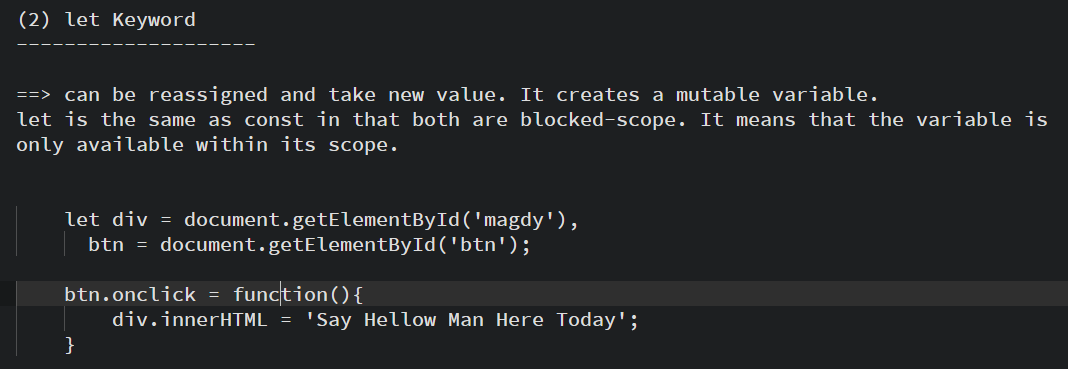 (2) let Keyword
--------------------
==> can be reassigned and take new value. It creates a mutable variable.
let is the same as const in that both are blocked-scope. It means that the variable is
only available within its scope.
let div = document.getElementById('magdy'),
btn = document.getElementById('btn');
btn.onclick = function(){
div.innerHTML = 'Say Hellow Man Here Today';
}